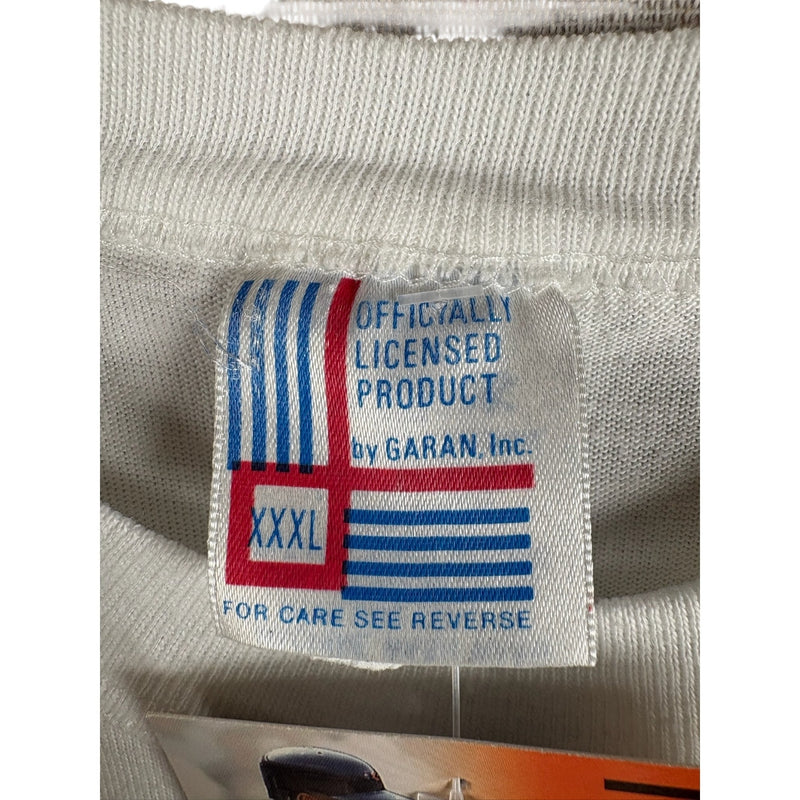 OFFICIALLY
LICENSED
PRODUCT
by GARAN, Inc.
XXXL
FOR CARE SEE REVERSE